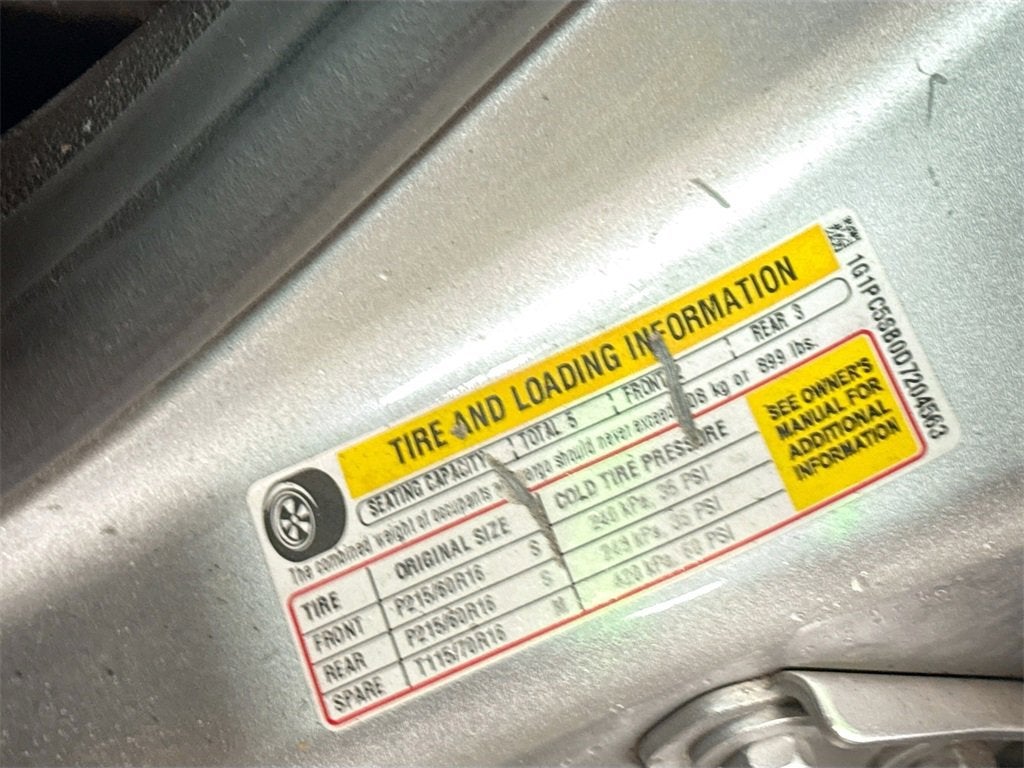 TIRE AND LOADING INFORMATION
SEATING CAPACITY TOTAL 5 FRONT REAR 3
The combined weight of occupants cargo should never exceed 408 kg or 899 lbs.
TIRE ORIGINAL SIZE COLD TIRE PRESSURE
FRONT P215/60R16 S 240 kPa, 35 PSI
REAR P215/60R16 S 240 kPa, 35 PSI
SPARE T115/70R16 M 420 kPa, 60 PSI
SEE OWNER'S
MANUAL FOR
ADDITIONAL
INFORMATION